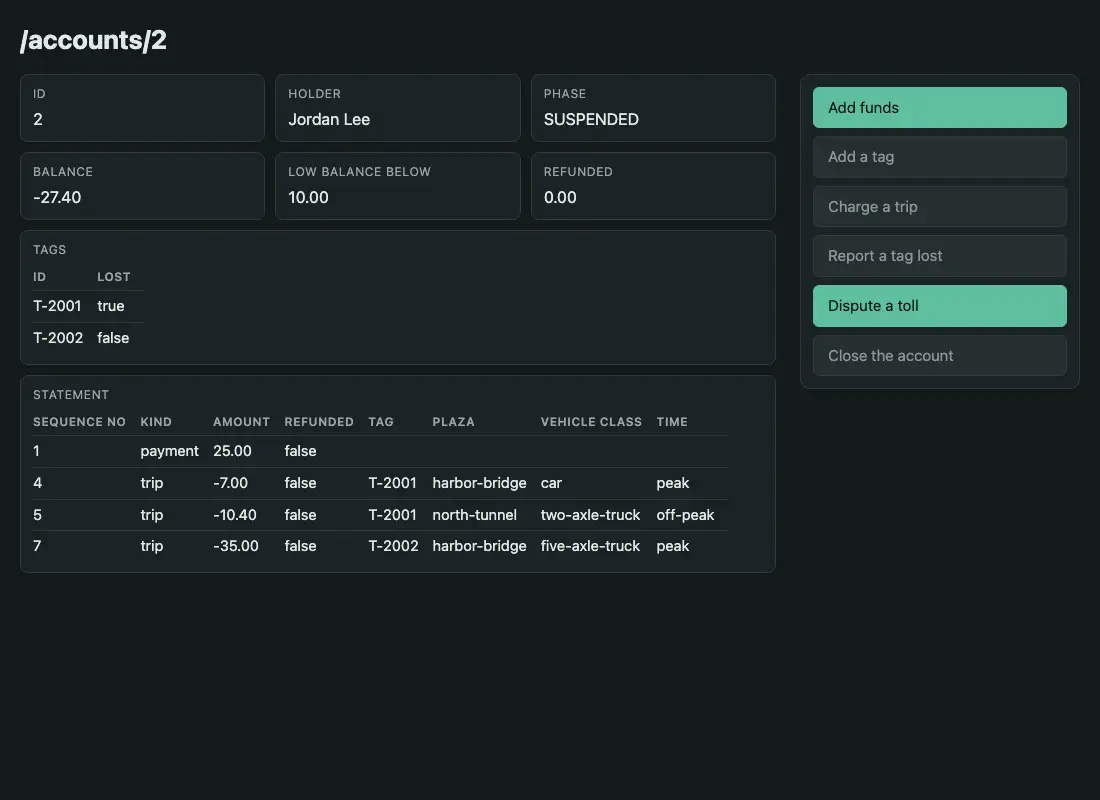 /accounts/2
ID
2
HOLDER
Jordan Lee
PHASE
SUSPENDED
BALANCE
-27.40
LOW BALANCE BELOW
10.00
REFUNDED
0.00
TAGS
ID LOST
T-2001 true
T-2002 false
STATEMENT
SEQUENCE NO KIND AMOUNT REFUNDED TAG PLAZA VEHICLE CLASS TIME
1 payment 25.00 false
4 trip -7.00 false T-2001 harbor-bridge car peak
5 trip -10.40 false T-2001 north-tunnel two-axle-truck off-peak
7 trip -35.00 false T-2002 harbor-bridge five-axle-truck peak
Add funds
Add a tag
Charge a trip
Report a tag lost
Dispute a toll
Close the account